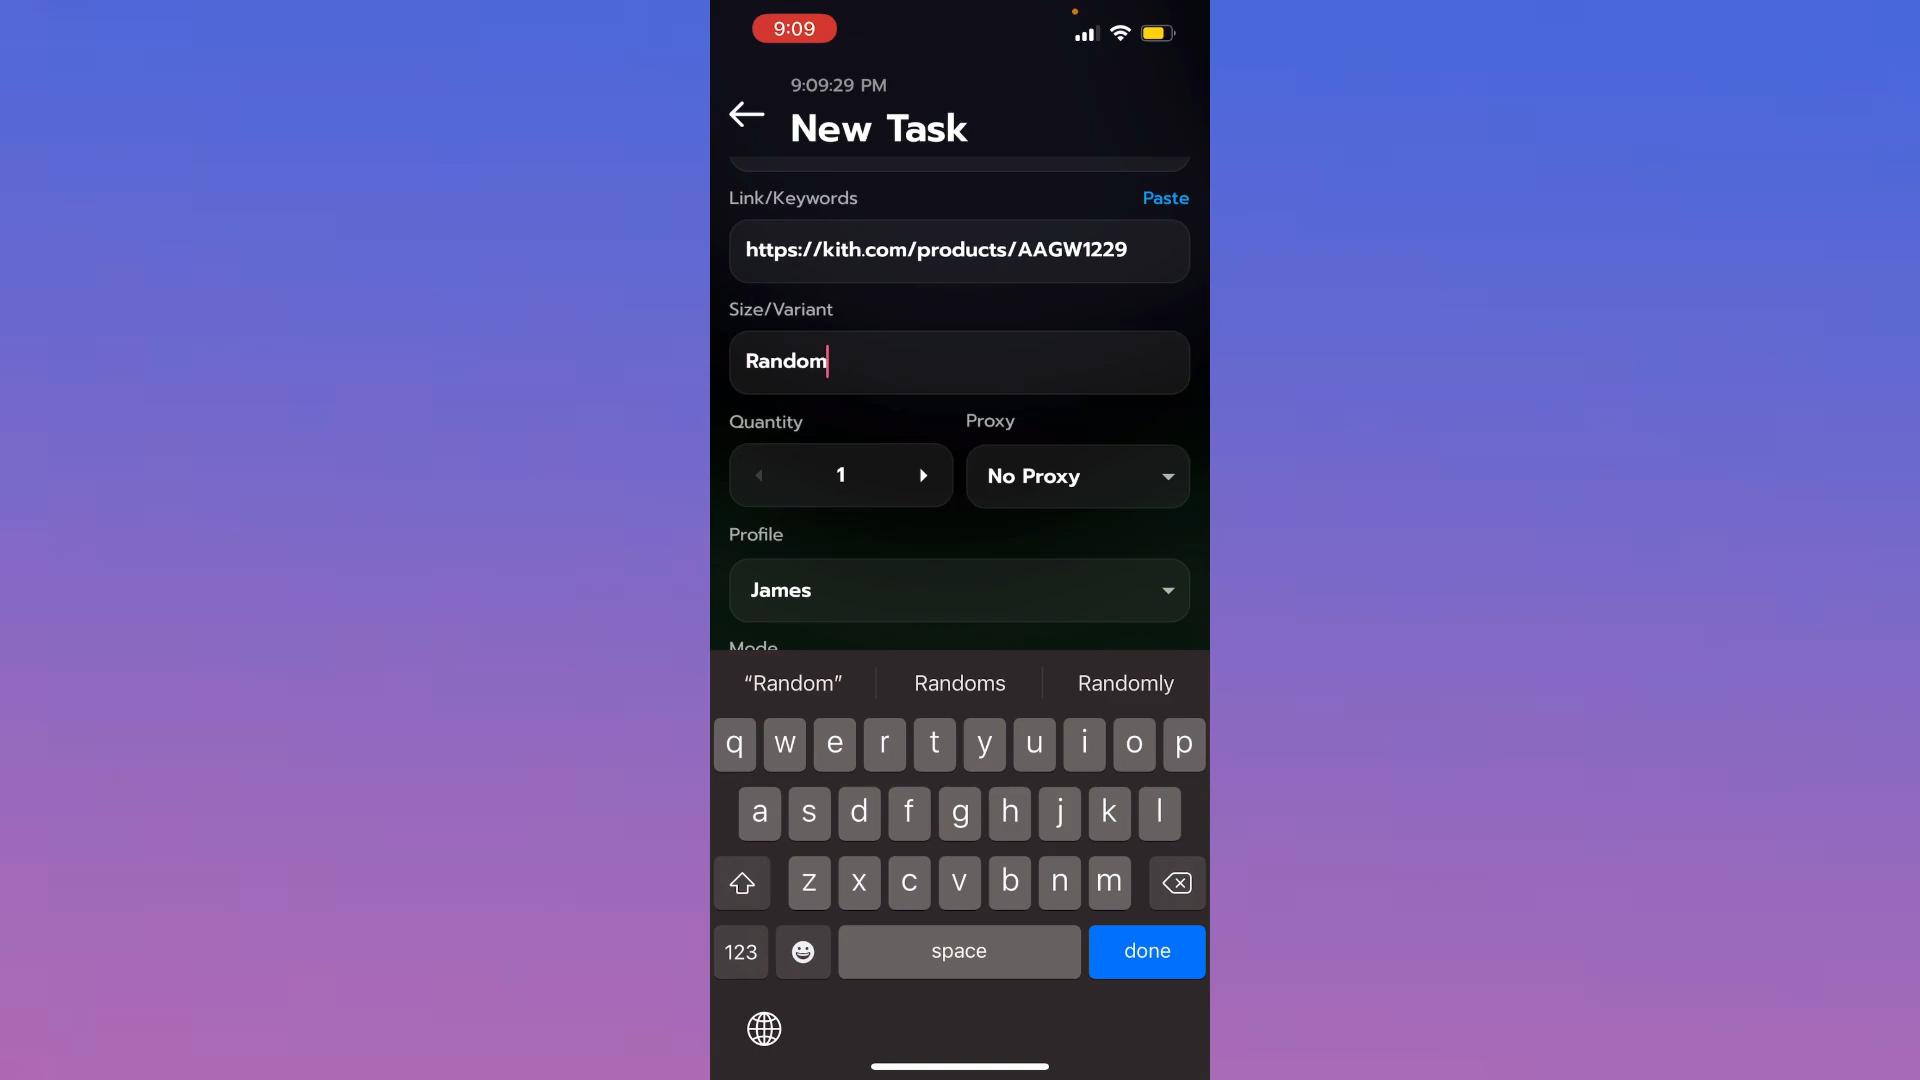 9:09
9:09:29 PM
New Task
Link/Keywords
Paste
https://kith.com/products/AAGW1229
Size/Variant
Random
Quantity
Proxy
1
No Proxy
Profile
James
Mode
“Random”
Randoms
Randomly
q w e r t y u i o p
a s d f g h j k l
z x c v b n m
123
space
done